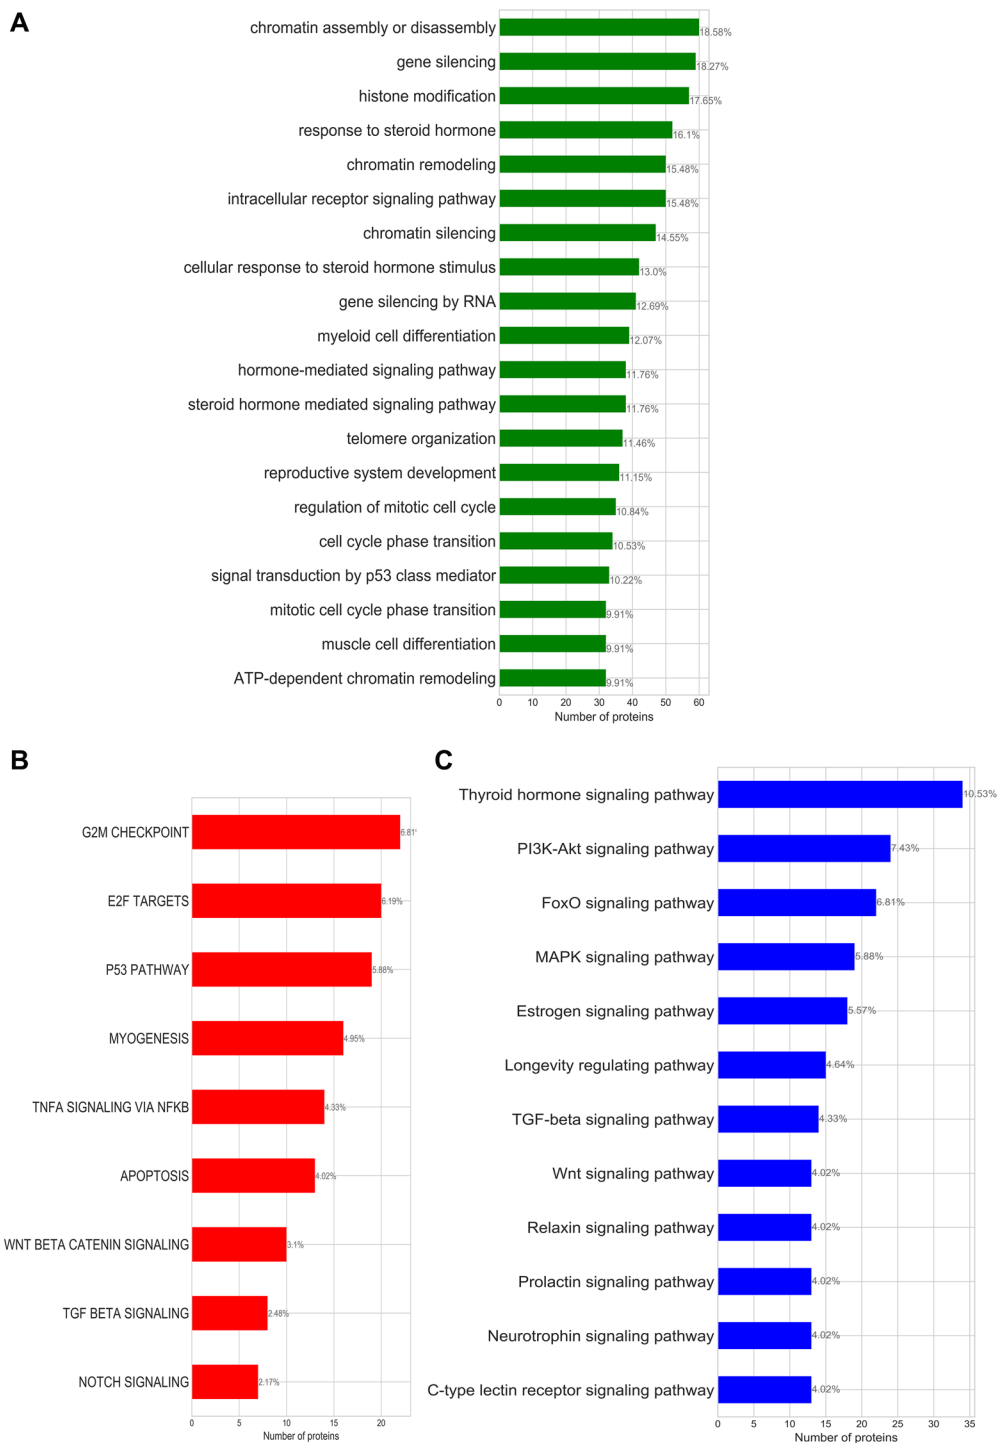 A
chromatin assembly or disassembly 18.58%
gene silencing 18.27%
histone modification 17.65%
response to steroid hormone 16.1%
chromatin remodeling 15.48%
intracellular receptor signaling pathway 15.48%
chromatin silencing 14.55%
cellular response to steroid hormone stimulus 13.0%
gene silencing by RNA 12.69%
myeloid cell differentiation 12.07%
hormone-mediated signaling pathway 11.76%
steroid hormone mediated signaling pathway 11.76%
telomere organization 11.46%
reproductive system development 11.15%
regulation of mitotic cell cycle 10.84%
cell cycle phase transition 10.53%
signal transduction by p53 class mediator 10.22%
mitotic cell cycle phase transition 9.91%
muscle cell differentiation 9.91%
ATP-dependent chromatin remodeling 9.91%
0 10 20 30 40 50 60
Number of proteins
B
G2M CHECKPOINT 6.81
E2F TARGETS 6.19%
P53 PATHWAY 5.88%
MYOGENESIS 4.95%
TNFA SIGNALING VIA NFKB 4.33%
APOPTOSIS 4.02%
WNT BETA CATENIN SIGNALING 3.1%
TGF BETA SIGNALING 2.48%
NOTCH SIGNALING 2.17%
0 5 10 15 20
Number of proteins
C
Thyroid hormone signaling pathway 10.53%
PI3K-Akt signaling pathway 7.43%
FoxO signaling pathway 6.81%
MAPK signaling pathway 5.88%
Estrogen signaling pathway 5.57%
Longevity regulating pathway 4.64%
TGF-beta signaling pathway 4.33%
Wnt signaling pathway 4.02%
Relaxin signaling pathway 4.02%
Prolactin signaling pathway 4.02%
Neurotrophin signaling pathway 4.02%
C-type lectin receptor signaling pathway 4.02%
0 5 10 15 20 25 30 35
Number of proteins